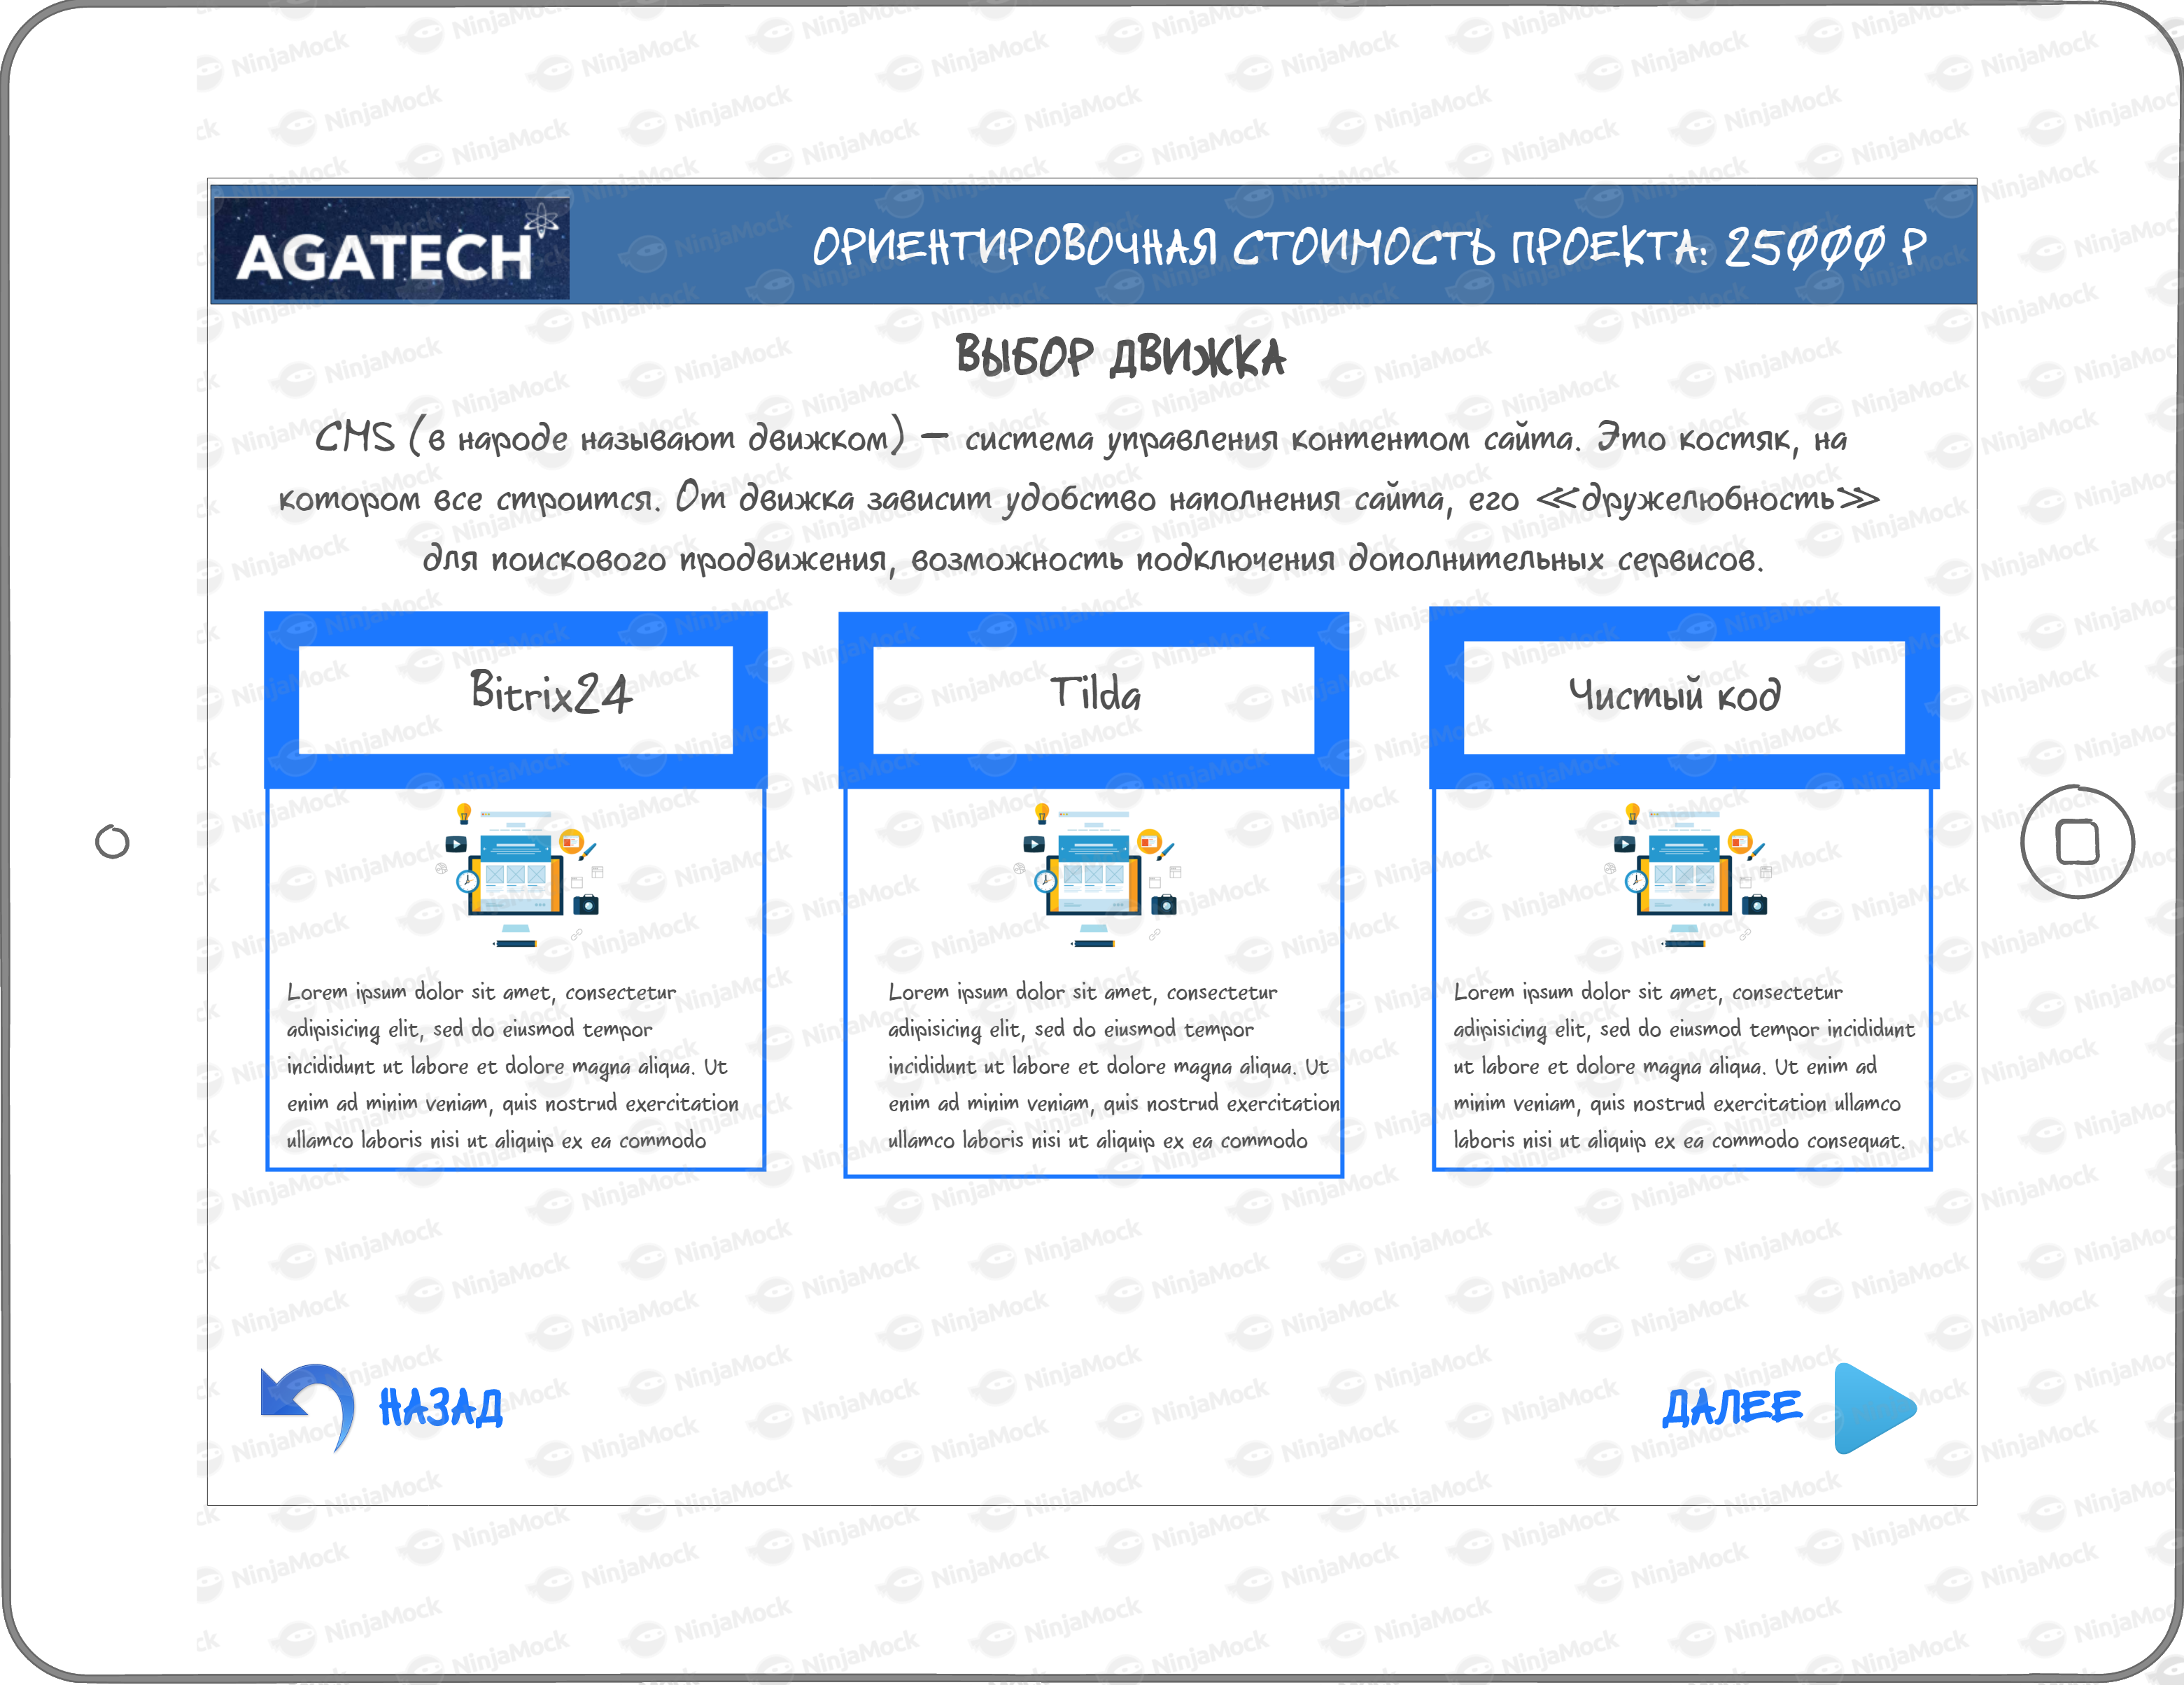 AGATECH
ОРИЕНТИРОВОЧНАЯ СТОИМОСТЬ ПРОЕКТА: 25000 Р
ВЫБОР ДВИЖКА
CMS (в народе называют движком) — система управления контентом сайта. Это костяк, на
котором все строится. От движка зависит удобство наполнения сайта, его «дружелюбность»
для поискового продвижения, возможность подключения дополнительных сервисов.
Bitrix24
Lorem ipsum dolor sit amet, consectetur
adipisicing elit, sed do eiusmod tempor
incididunt ut labore et dolore magna aliqua. Ut
enim ad minim veniam, quis nostrud exercitation
ullamco laboris nisi ut aliquip ex ea commodo
Tilda
Lorem ipsum dolor sit amet, consectetur
adipisicing elit, sed do eiusmod tempor
incididunt ut labore et dolore magna aliqua. Ut
enim ad minim veniam, quis nostrud exercitation
ullamco laboris nisi ut aliquip ex ea commodo
Чистый код
Lorem ipsum dolor sit amet, consectetur
adipisicing elit, sed do eiusmod tempor incididunt
ut labore et dolore magna aliqua. Ut enim ad
minim veniam, quis nostrud exercitation ullamco
laboris nisi ut aliquip ex ea commodo consequat.
НАЗАД
ДАЛЕЕ
NinjaMock